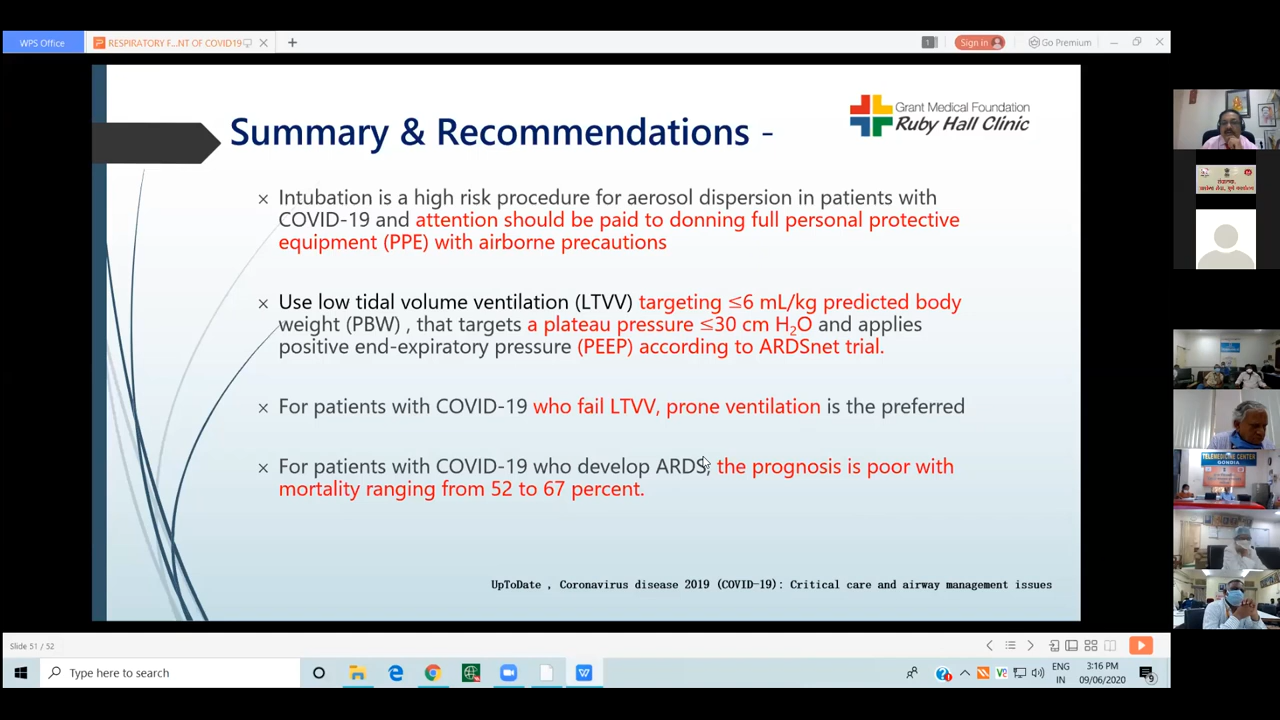 WPS Office
RESPIRATORY F...NT OF COVID19
1
Sign in
Go Premium
Summary & Recommendations -
Grant Medical Foundation
Ruby Hall Clinic
× Intubation is a high risk procedure for aerosol dispersion in patients with
COVID-19 and attention should be paid to donning full personal protective
equipment (PPE) with airborne precautions
× Use low tidal volume ventilation (LTVV) targeting ≤6 mL/kg predicted body
weight (PBW) , that targets a plateau pressure ≤30 cm H₂O and applies
positive end-expiratory pressure (PEEP) according to ARDSnet trial.
× For patients with COVID-19 who fail LTVV, prone ventilation is the preferred
× For patients with COVID-19 who develop ARDS, the prognosis is poor with
mortality ranging from 52 to 67 percent.
UpToDate , Coronavirus disease 2019 (COVID-19): Critical care and airway management issues
TELEMEDICINE CENTER
GONDIA
Slide 51 / 52
Type here to search
ENG
IN
3:16 PM
09/06/2020
9